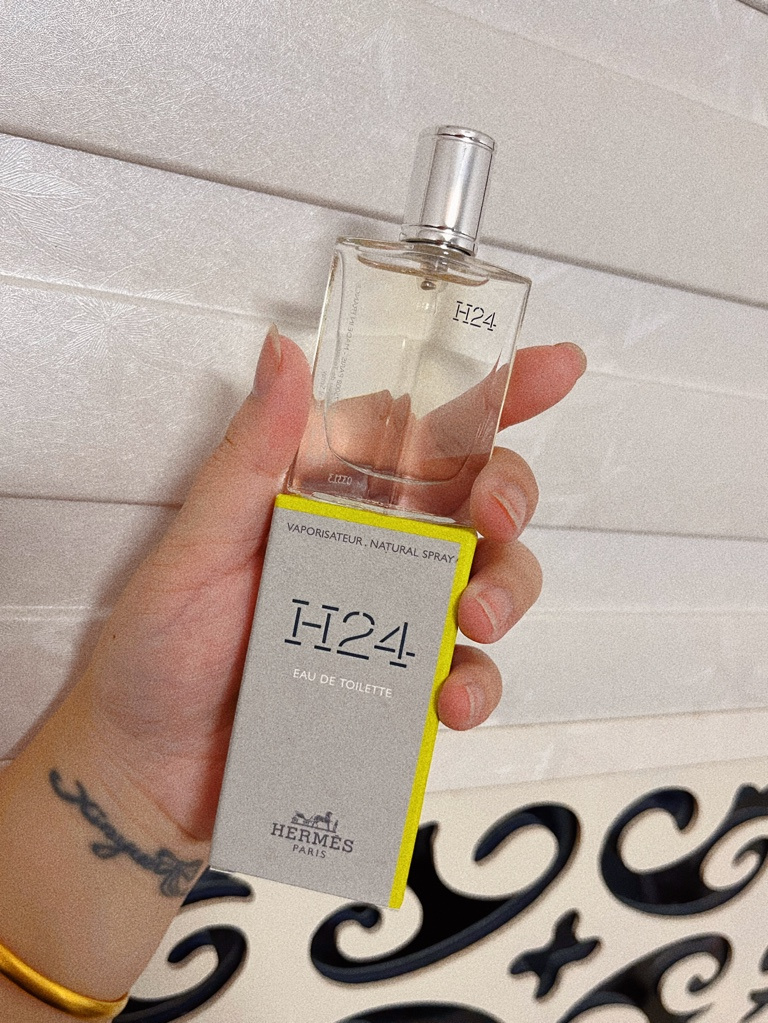 H24
VAPORISATEUR . NATURAL SPRAY
H24
EAU DE TOILETTE
HERMÈS
PARIS